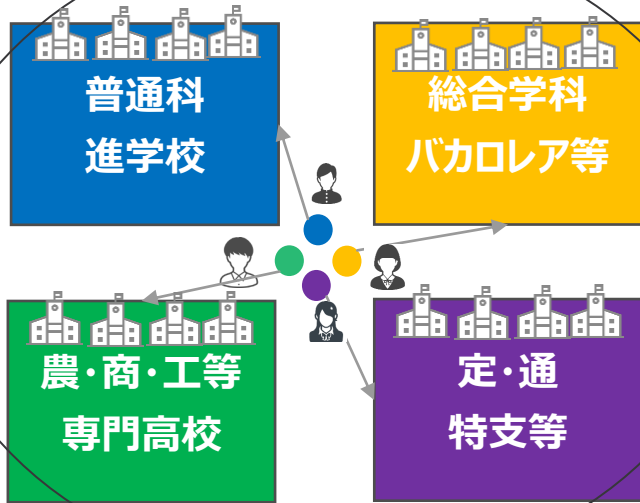 普通科
進学校
総合学科
バカロレア等
農・商・工等
専門高校
定・通
特支等